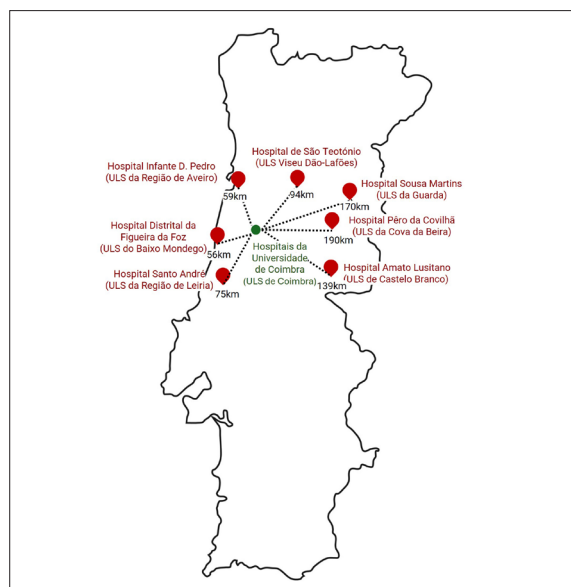 Hospital de São Teotónio
(ULS Viseu Dão-Lafões)
94km
Hospital Infante D. Pedro
(ULS da Região de Aveiro)
59km
Hospital Sousa Martins
(ULS da Guarda)
170km
Hospital Pêro da Covilhã
(ULS da Cova da Beira)
190km
Hospital Distrital da
Figueira da Foz
(ULS do Baixo Mondego)
56km
Hospitais da
Universidade
de Coimbra
(ULS de Coimbra)
Hospital Amato Lusitano
(ULS de Castelo Branco)
139km
Hospital Santo André
(ULS da Região de Leiria)
75km